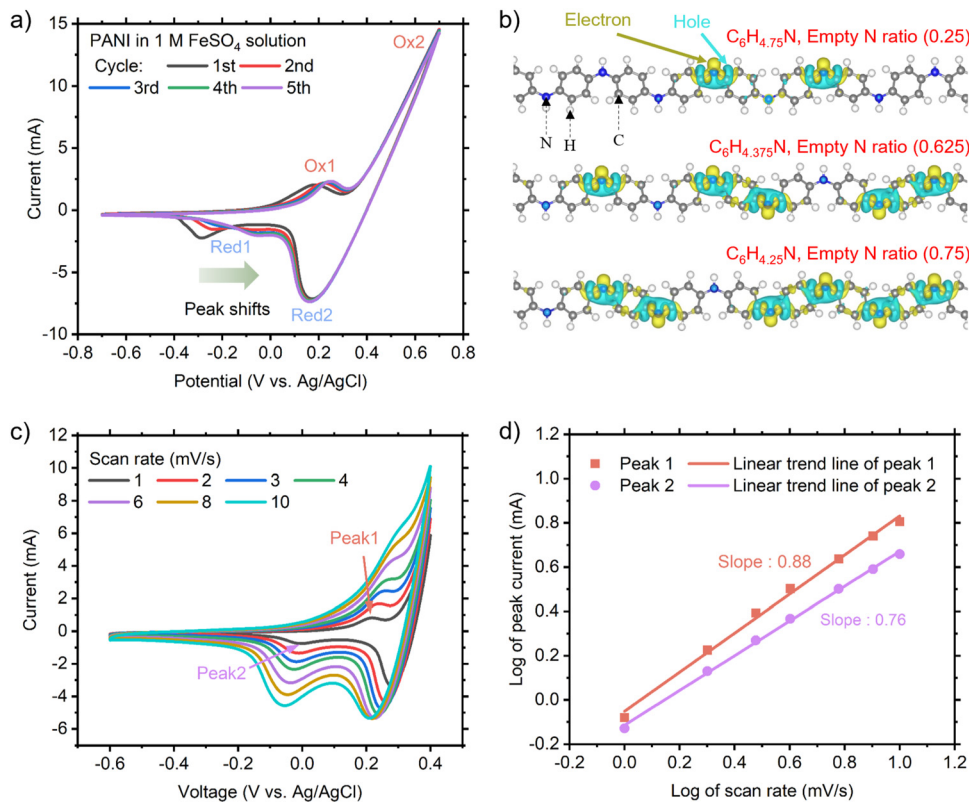 a)
PANI in 1 M FeSO₄ solution
Cycle: 1st 2nd
3rd 4th 5th
Ox2
Ox1
Red1
Red2
Peak shifts
15
10
5
0
-5
-10
Current (mA)
-0.8 -0.6 -0.4 -0.2 0.0 0.2 0.4 0.6 0.8
Potential (V vs. Ag/AgCl)
b)
Electron Hole
C₆H₄.₇₅N, Empty N ratio (0.25)
N H C
C₆H₄.₃₇₅N, Empty N ratio (0.625)
C₆H₄.₂₅N, Empty N ratio (0.75)
c)
Scan rate (mV/s)
1 2 3 4
6 8 10
Peak1
Peak2
12
10
8
6
4
2
0
-2
-4
-6
Current (mA)
-0.6 -0.4 -0.2 0.0 0.2 0.4
Voltage (V vs. Ag/AgCl)
d)
Peak 1 Linear trend line of peak 1
Peak 2 Linear trend line of peak 2
Slope : 0.88
Slope : 0.76
1.2
1.0
0.8
0.6
0.4
0.2
0.0
-0.2
Log of peak current (mA)
-0.2 0.0 0.2 0.4 0.6 0.8 1.0 1.2
Log of scan rate (mV/s)